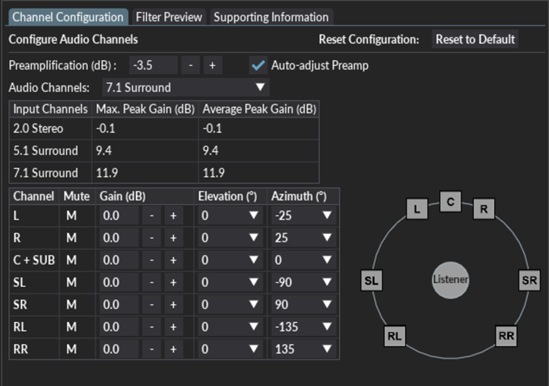 Channel Configuration Filter Preview Supporting Information
Configure Audio Channels Reset Configuration: Reset to Default
Preamplification (dB) : -3.5 - + Auto-adjust Preamp
Audio Channels: 7.1 Surround
Input Channels Max. Peak Gain (dB) Average Peak Gain (dB)
2.0 Stereo -0.1 -0.1
5.1 Surround 9.4 9.4
7.1 Surround 11.9 11.9
Channel Mute Gain (dB) Elevation (°) Azimuth (°)
L M 0.0 - + 0 -25
R M 0.0 - + 0 25
C + SUB M 0.0 - + 0 0
SL M 0.0 - + 0 -90
SR M 0.0 - + 0 90
RL M 0.0 - + 0 -135
RR M 0.0 - + 0 135
L C R
SL Listener SR
RL RR